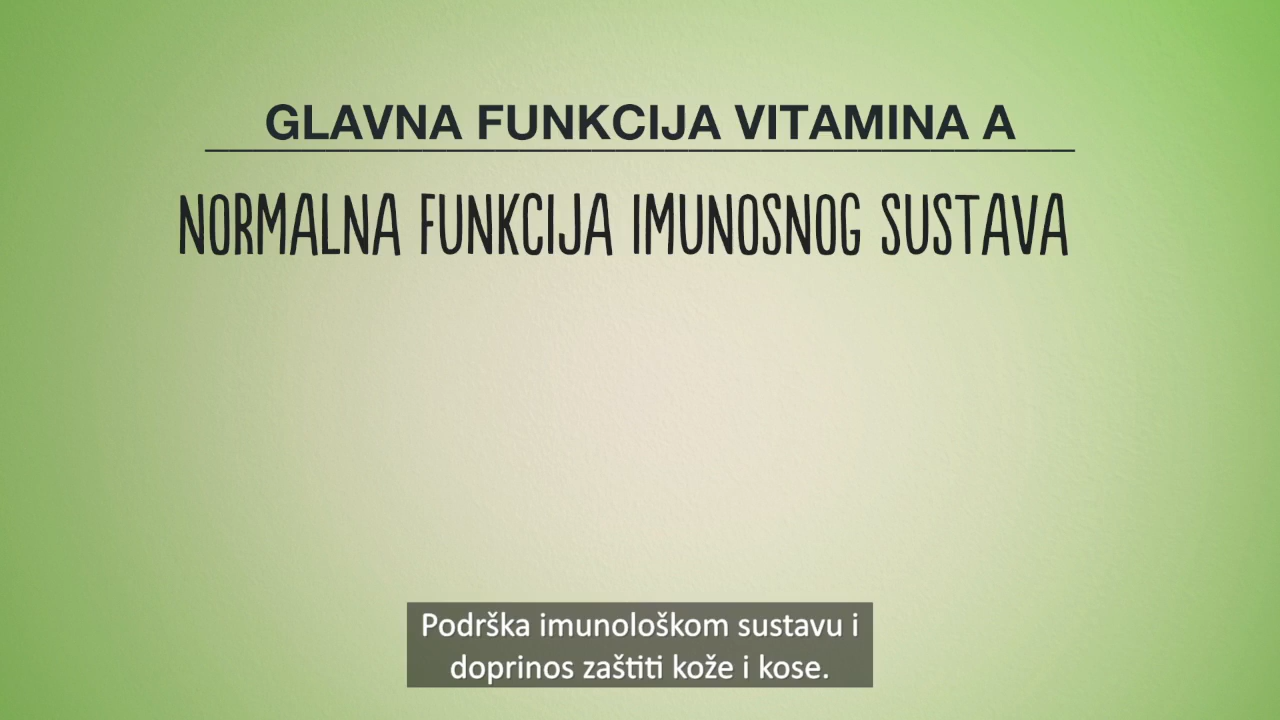 GLAVNA FUNKCIJA VITAMINA A
NORMALNA FUNKCIJA IMUNOSNOG SUSTAVA
Podrška imunološkom sustavu i
doprinos zaštiti kože i kose.